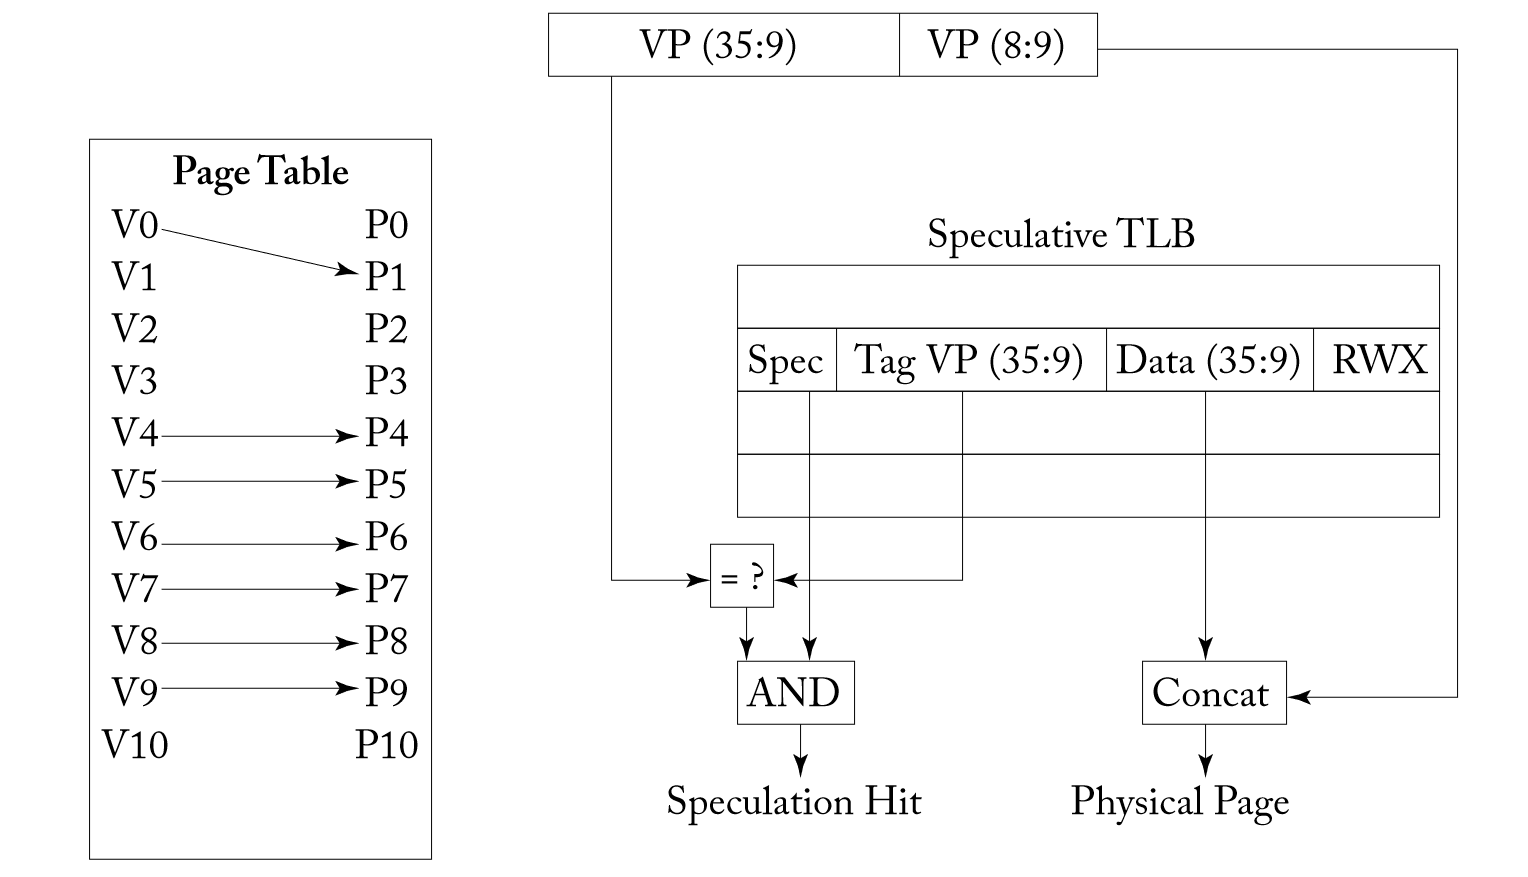 VP (35:9) VP (8:9)
Page Table
V0 P0
V1 P1
V2 P2
V3 P3
V4 P4
V5 P5
V6 P6
V7 P7
V8 P8
V9 P9
V10 P10
Speculative TLB
Spec Tag VP (35:9) Data (35:9) RWX
= ?
AND
Concat
Speculation Hit
Physical Page